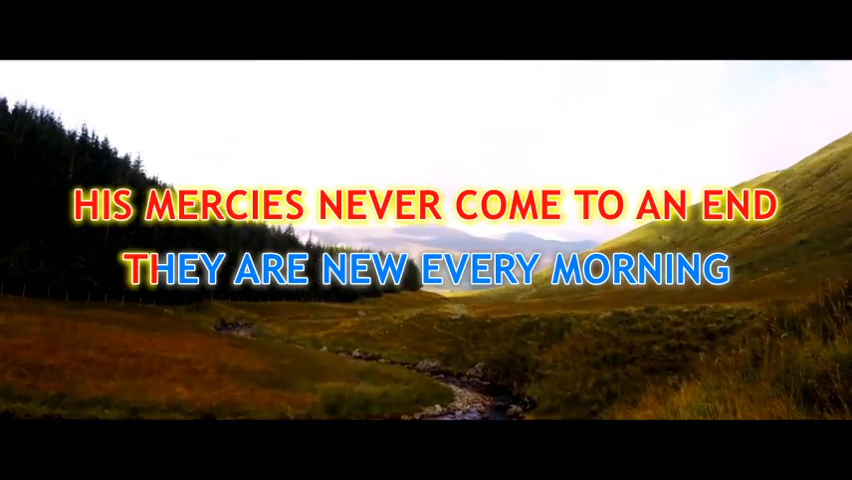 HIS MERCIES NEVER COME TO AN END
THEY ARE NEW EVERY MORNING